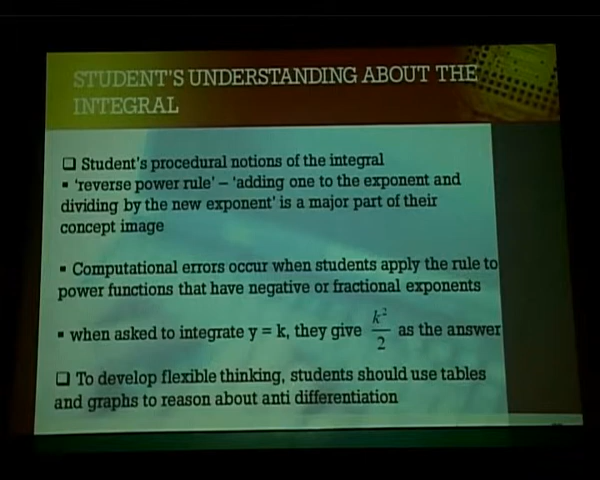 STUDENT'S UNDERSTANDING ABOUT THE
INTEGRAL
❑ Student's procedural notions of the integral
▪ 'reverse power rule' – 'adding one to the exponent and
dividing by the new exponent' is a major part of their
concept image
▪ Computational errors occur when students apply the rule to
power functions that have negative or fractional exponents
▪ when asked to integrate y = k, they give k²/2 as the answer
❑ To develop flexible thinking, students should use tables
and graphs to reason about anti differentiation